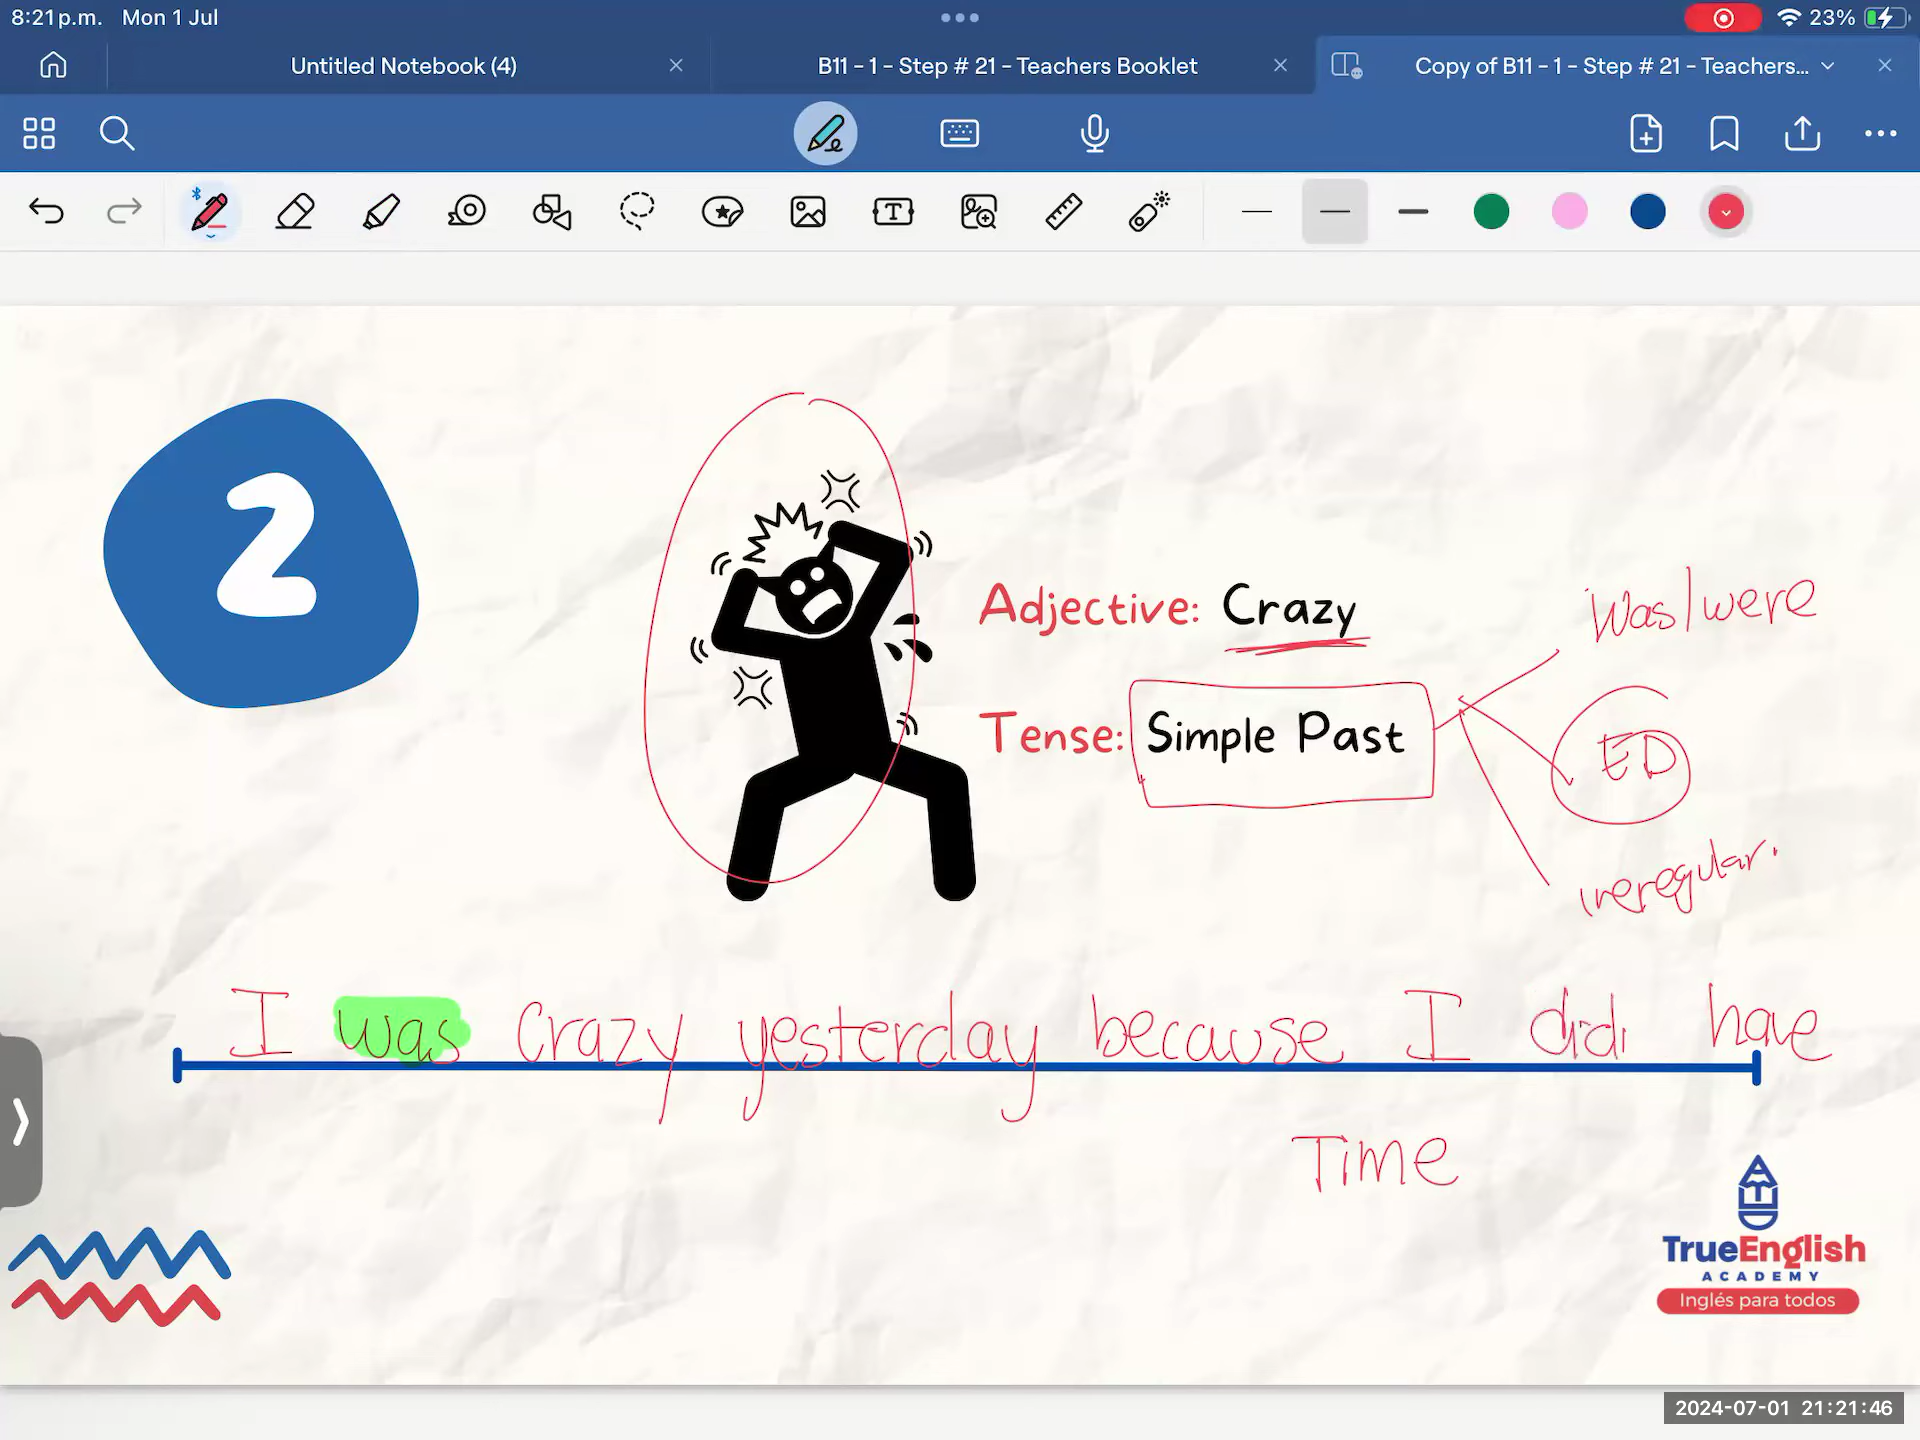 8:21 p.m. Mon 1 Jul
23%
Untitled Notebook (4)
B11 - 1 - Step # 21 - Teachers Booklet
Copy of B11 - 1 - Step # 21 - Teachers...
2
Adjective: Crazy
Tense: Simple Past
Was/were
ED
ireregular.
I was crazy yesterday because I did have
Time
TrueEnglish
ACADEMY
Inglés para todos
2024-07-01 21:21:46